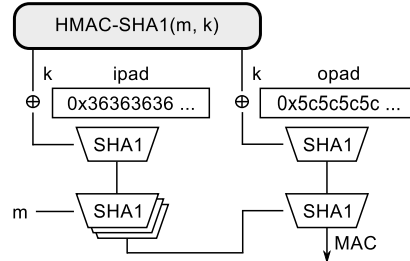 HMAC-SHA1(m, k)
k ipad k opad
⊕ 0x36363636 ... ⊕ 0x5c5c5c5c ...
SHA1 SHA1
m SHA1 SHA1
MAC